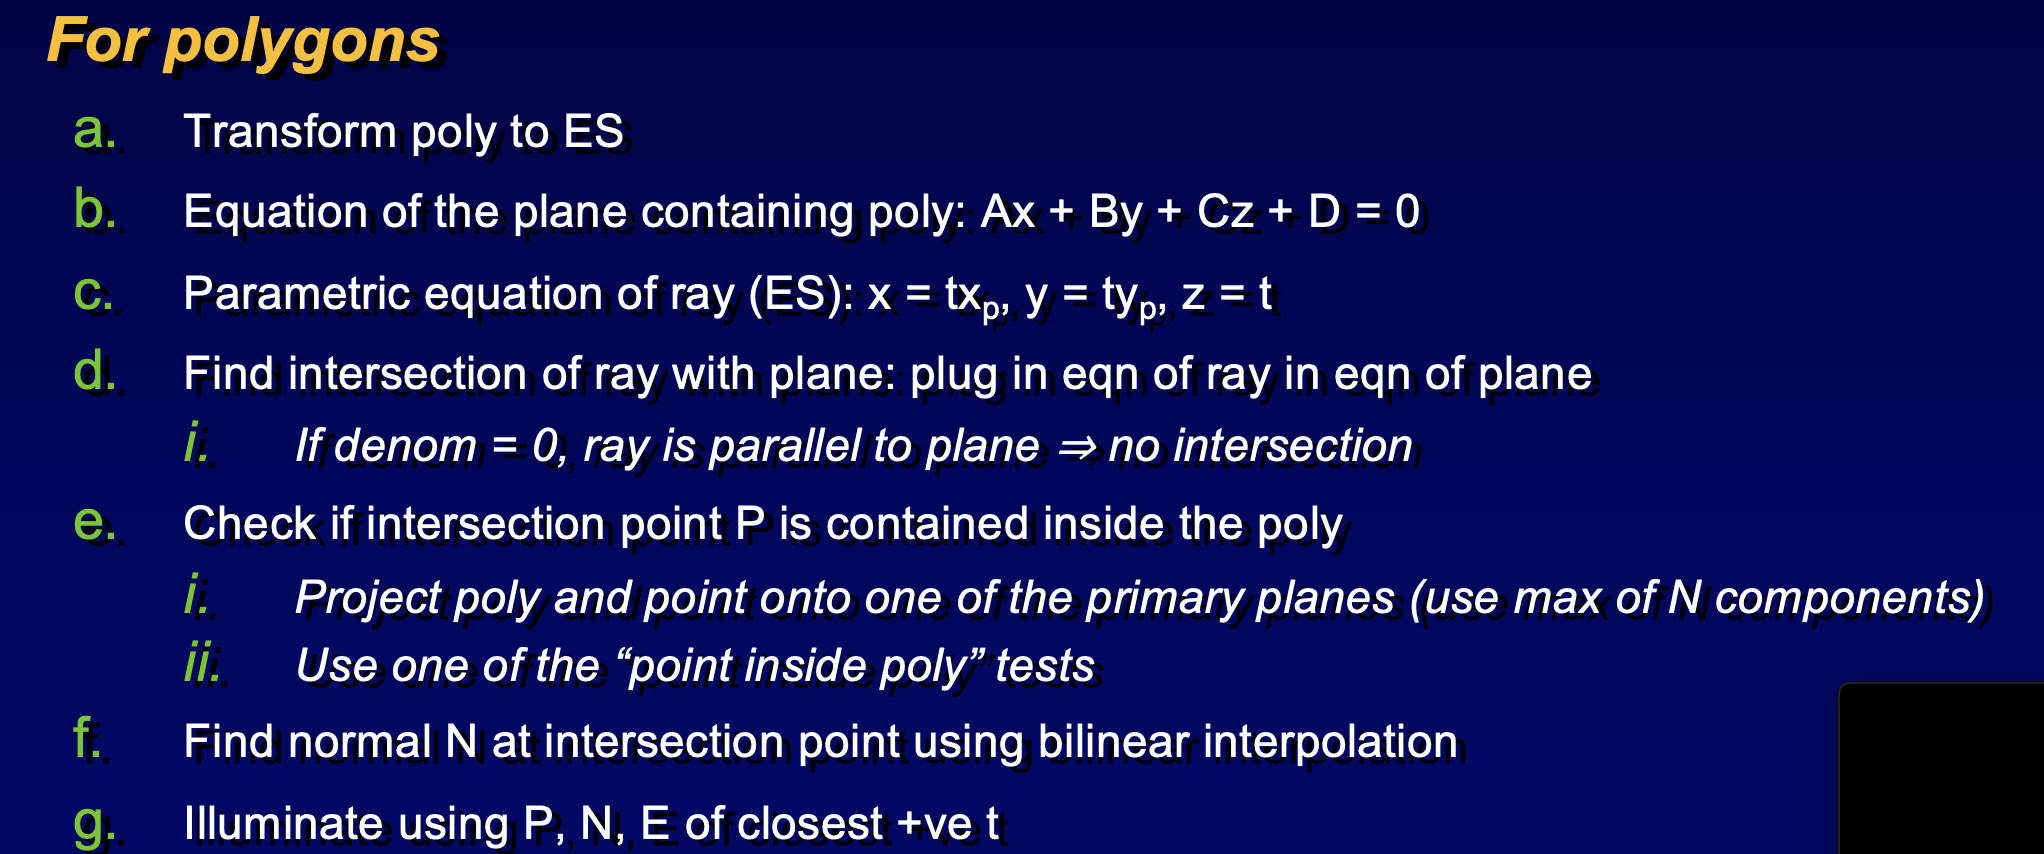 For polygons
a. Transform poly to ES
b. Equation of the plane containing poly: Ax + By + Cz + D = 0
c. Parametric equation of ray (ES): x = txₚ, y = tyₚ, z = t
d. Find intersection of ray with plane: plug in eqn of ray in eqn of plane
i. If denom = 0, ray is parallel to plane ⇒ no intersection
e. Check if intersection point P is contained inside the poly
i. Project poly and point onto one of the primary planes (use max of N components)
ii. Use one of the “point inside poly” tests
f. Find normal N at intersection point using bilinear interpolation
g. Illuminate using P, N, E of closest +ve t